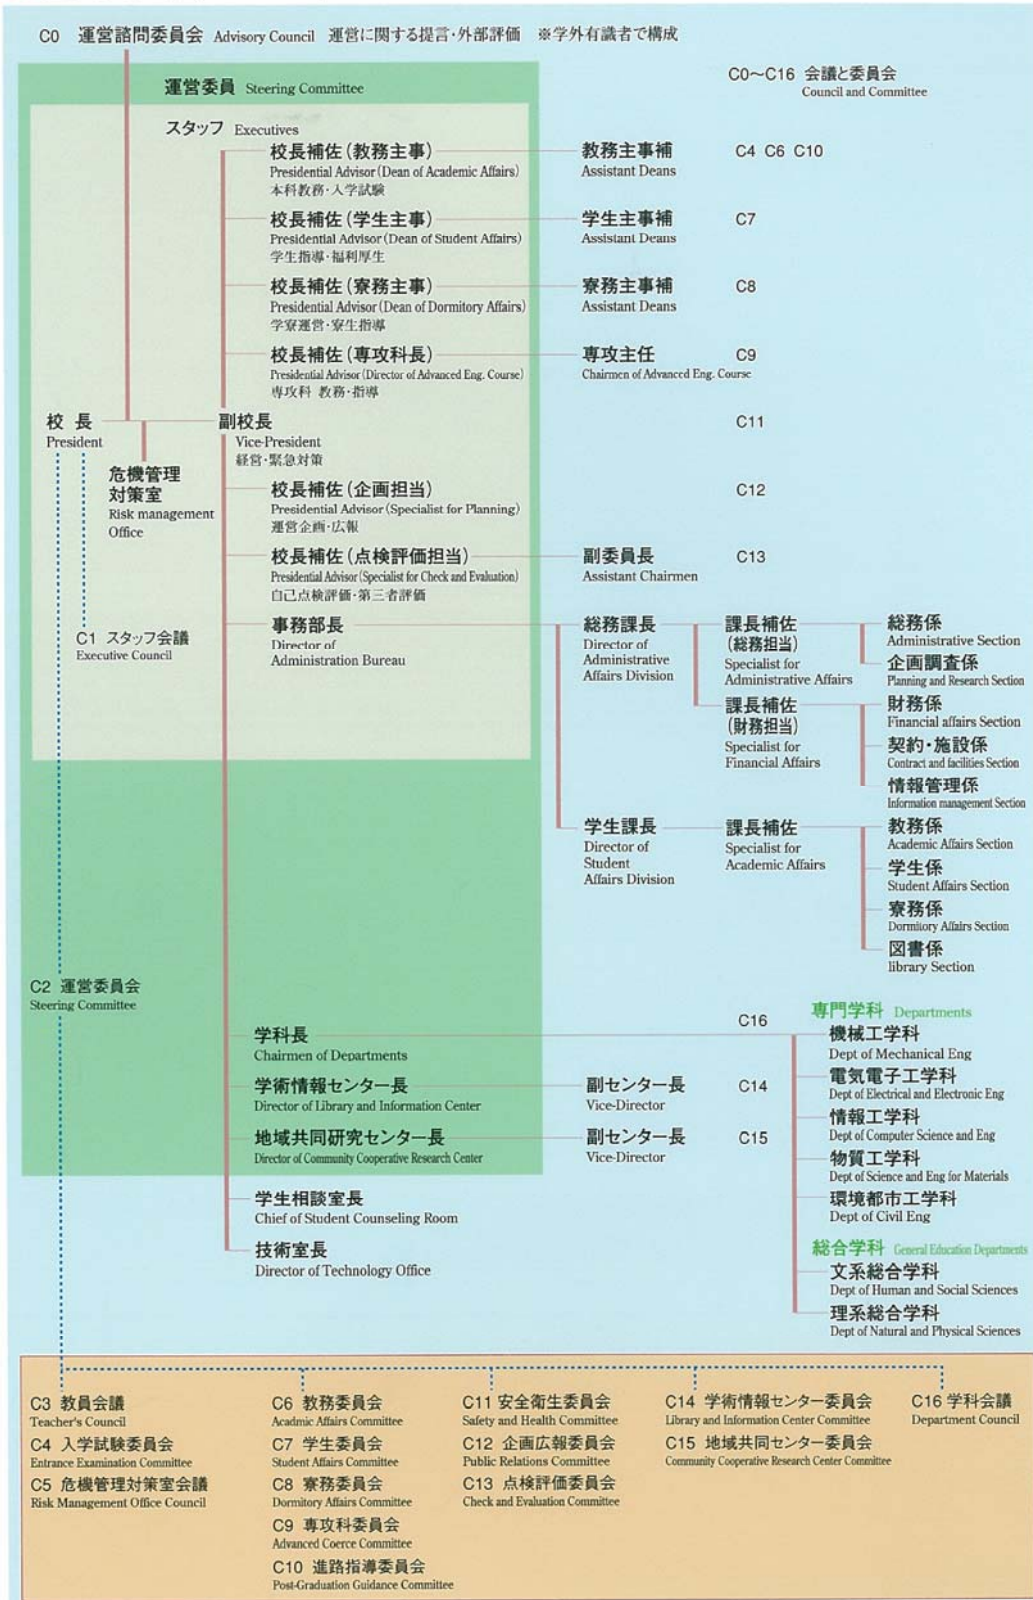 C0 運営諮問委員会 Advisory Council 運営に関する提言・外部評価 ※学外有識者で構成
運営委員 Steering Committee
C0〜C16 会議と委員会
Council and Committee
スタッフ Executives
校長補佐(教務主事)
Presidential Advisor(Dean of Academic Affairs)
本科教務・入学試験
教務主事補
Assistant Deans
C4 C6 C10
校長補佐(学生主事)
Presidential Advisor(Dean of Student Affairs)
学生指導・福利厚生
学生主事補
Assistant Deans
C7
校長補佐(寮務主事)
Presidential Advisor(Dean of Dormitory Affairs)
学寮運営・寮生指導
寮務主事補
Assistant Deans
C8
校長補佐(専攻科長)
Presidential Advisor(Director of Advanced Eng. Course)
専攻科 教務・指導
専攻主任
Chairmen of Advanced Eng. Course
C9
校 長
President
副校長
Vice-President
経営・緊急対策
C11
危機管理
対策室
Risk management
Office
校長補佐(企画担当)
Presidential Advisor(Specialist for Planning)
運営企画・広報
C12
校長補佐(点検評価担当)
Presidential Advisor(Specialist for Check and Evaluation)
自己点検評価・第三者評価
副委員長
Assistant Chairmen
C13
C1 スタッフ会議
Executive Council
事務部長
Director of
Administration Bureau
総務課長
Director of
Administrative
Affairs Division
課長補佐
(総務担当)
Specialist for
Administrative Affairs
総務係
Administrative Section
企画調査係
Planning and Research Section
課長補佐
(財務担当)
Specialist for
Financial Affairs
財務係
Financial affairs Section
契約・施設係
Contract and facilities Section
情報管理係
Information management Section
学生課長
Director of
Student
Affairs Division
課長補佐
Specialist for
Academic Affairs
教務係
Academic Affairs Section
学生係
Student Affairs Section
寮務係
Dormitory Affairs Section
図書係
library Section
C2 運営委員会
Steering Committee
学科長
Chairmen of Departments
C16
専門学科 Departments
機械工学科
Dept of Mechanical Eng
電気電子工学科
Dept of Electrical and Electronic Eng
情報工学科
Dept of Computer Science and Eng
物質工学科
Dept of Science and Eng for Materials
環境都市工学科
Dept of Civil Eng
総合学科 General Education Departments
文系総合学科
Dept of Human and Social Sciences
理系総合学科
Dept of Natural and Physical Sciences
学術情報センター長
Director of Library and Information Center
副センター長
Vice-Director
C14
地域共同研究センター長
Director of Community Cooperative Research Center
副センター長
Vice-Director
C15
学生相談室長
Chief of Student Counseling Room
技術室長
Director of Technology Office
C3 教員会議
Teacher's Council
C4 入学試験委員会
Entrance Examination Committee
C5 危機管理対策室会議
Risk Management Office Council
C6 教務委員会
Acadmic Affairs Committee
C7 学生委員会
Student Affairs Committee
C8 寮務委員会
Dormitory Affairs Committee
C9 専攻科委員会
Advanced Coerce Committee
C10 進路指導委員会
Post-Graduation Guidance Committee
C11 安全衛生委員会
Safety and Health Committee
C12 企画広報委員会
Public Relations Committee
C13 点検評価委員会
Check and Evaluation Committee
C14 学術情報センター委員会
Library and Information Center Committee
C15 地域共同センター委員会
Community Cooperative Research Center Committee
C16 学科会議
Department Council